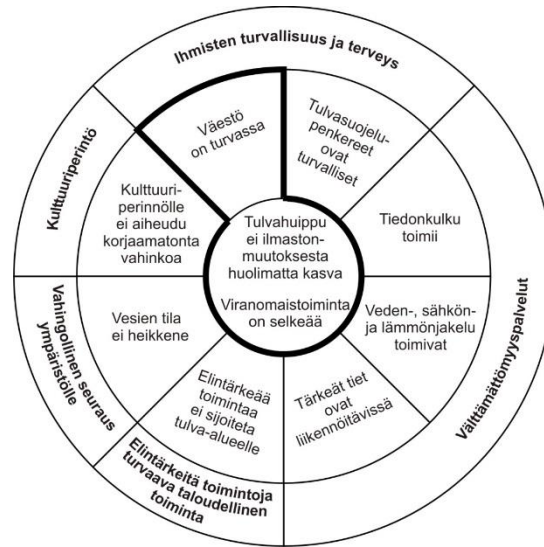 Ihmisten turvallisuus ja terveys
Väestö
on turvassa
Tulvasuojelu-
penkereet
ovat
turvalliset
Kulttuuriperintö
Kulttuuri-
perinnölle
ei aiheudu
korjaamatonta
vahinkoa
Tulvahuippu
ei ilmaston-
muutoksesta
huolimatta kasva
Viranomaistoiminta
on selkeää
Tiedonkulku
toimii
Välttämättömyyspalvelut
Vahingollinen seuraus
ympäristölle
Vesien tila
ei heikkene
Veden-, sähkön-
ja lämmönjakelu
toimivat
Elintärkeää
toimintaa
ei sijoiteta
tulva-alueelle
Tärkeät tiet
ovat
liikennöitävissä
Elintärkeitä toimintoja
turvaava taloudellinen
toiminta